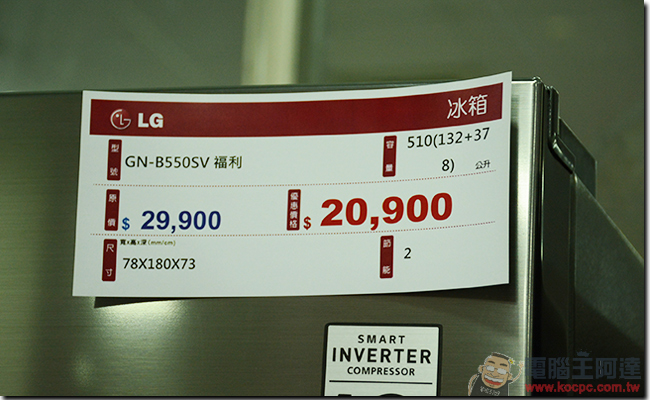 LG 冰箱
型號 GN-B550SV 福利
容量 510(132+37
8) 公升
原價 $ 29,900
優惠價格 $ 20,900
尺寸 寬x高x深(mm/cm)
78X180X73
節能 2
SMART
INVERTER
COMPRESSOR
電腦王阿達
www.kocpc.com.tw